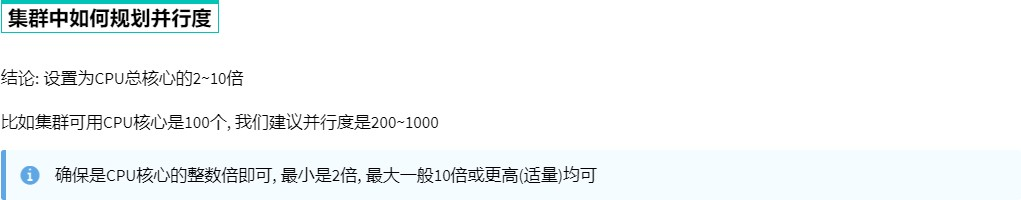 集群中如何规划并行度
结论: 设置为CPU总核心的2~10倍
比如集群可用CPU核心是100个, 我们建议并行度是200~1000
确保是CPU核心的整数倍即可, 最小是2倍, 最大一般10倍或更高(适量)均可